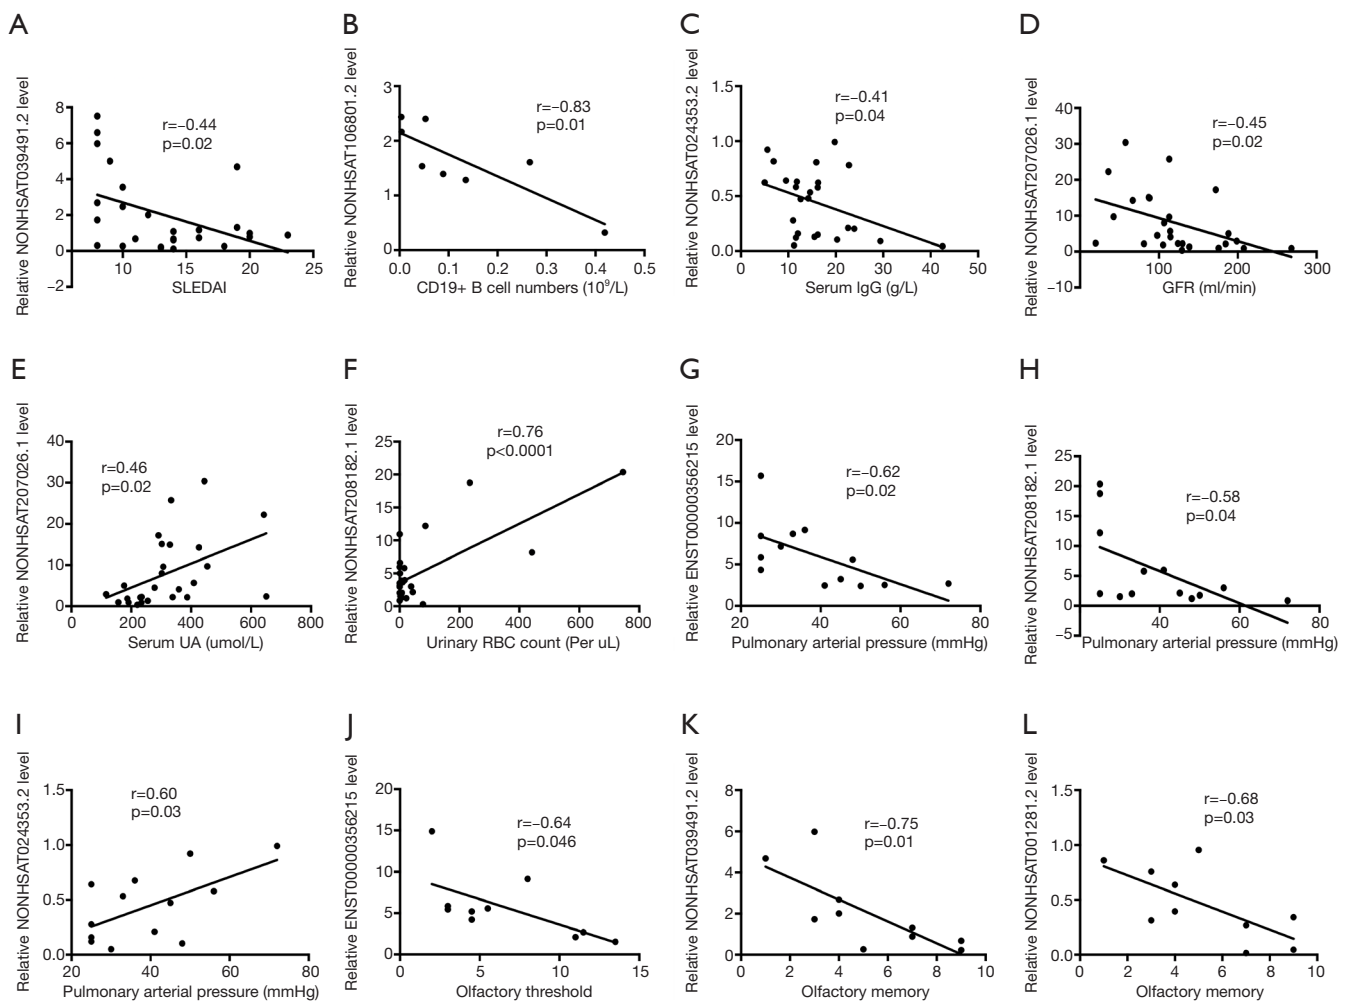 A
Relative NONHSAT039491.2 level
8
6
4
2
0
−2
10
15
20
25
r=−0.44
p=0.02
SLEDAI
B
Relative NONHSAT106801.2 level
3
2
1
0
0.0
0.1
0.2
0.3
0.4
0.5
r=−0.83
p=0.01
CD19+ B cell numbers (10⁹/L)
C
Relative NONHSAT024353.2 level
1.5
1.0
0.5
0.0
0
10
20
30
40
50
r=−0.41
p=0.04
Serum IgG (g/L)
D
Relative NONHSAT207026.1 level
40
30
20
10
0
−10
100
200
300
r=−0.45
p=0.02
GFR (ml/min)
E
Relative NONHSAT207026.1 level
40
30
20
10
0
0
200
400
600
800
r=0.46
p=0.02
Serum UA (umol/L)
F
Relative NONHSAT208182.1 level
25
20
15
10
5
0
0
200
400
600
800
r=0.76
p<0.0001
Urinary RBC count (Per uL)
G
Relative ENST00000356215 level
20
15
10
5
0
20
40
60
80
r=−0.62
p=0.02
Pulmonary arterial pressure (mmHg)
H
Relative NONHSAT208182.1 level
25
20
15
10
5
0
−5
40
60
80
r=−0.58
p=0.04
Pulmonary arterial pressure (mmHg)
I
Relative NONHSAT024353.2 level
1.5
1.0
0.5
0.0
20
40
60
80
r=0.60
p=0.03
Pulmonary arterial pressure (mmHg)
J
Relative ENST00000356215 level
20
15
10
5
0
0
5
10
15
r=−0.64
p=0.046
Olfactory threshold
K
Relative NONHSAT039491.2 level
8
6
4
2
0
0
2
4
6
8
10
r=−0.75
p=0.01
Olfactory memory
L
Relative NONHSAT001281.2 level
1.5
1.0
0.5
0.0
0
2
4
6
8
10
r=−0.68
p=0.03
Olfactory memory